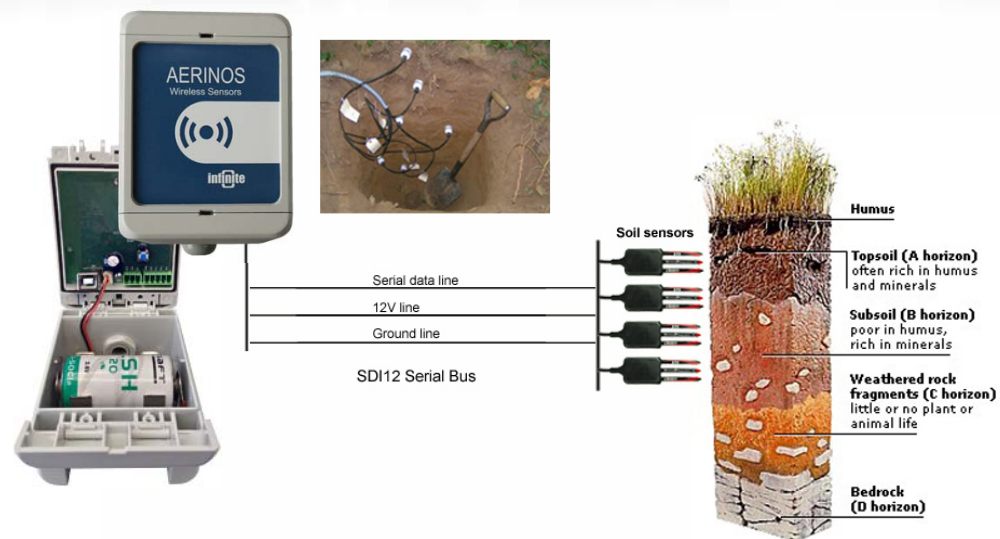 AERINOS
Wireless Sensors
infinite
SH
20
Serial data line
12V line
Ground line
SDI12 Serial Bus
Soil sensors
Humus
Topsoil (A horizon)
often rich in humus
and minerals
Subsoil (B horizon)
poor in humus,
rich in minerals
Weathered rock
fragments (C horizon)
little or no plant or
animal life
Bedrock
(D horizon)